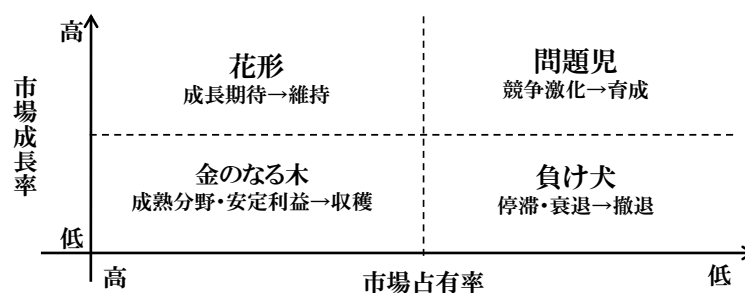 高
花形
成長期待→維持
問題児
競争激化→育成
市場成長率
金のなる木
成熟分野・安定利益→収穫
負け犬
停滞・衰退→撤退
低
高
市場占有率
低